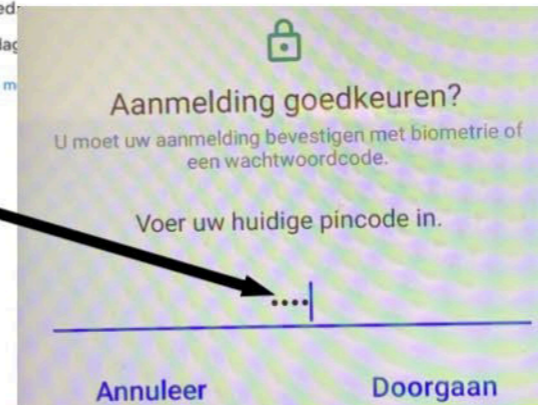 Aanmelding goedkeuren?
U moet uw aanmelding bevestigen met biometrie of
een wachtwoordcode.
Voer uw huidige pincode in.
••••
Annuleer Doorgaan